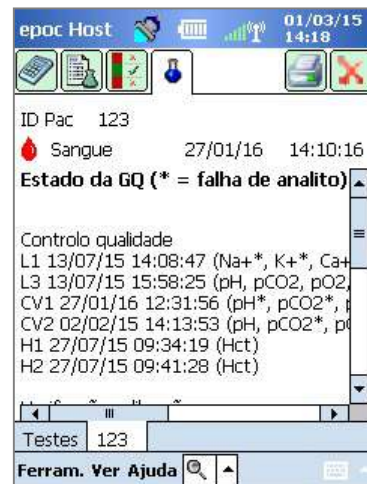 epoc Host 01/03/15
14:18
ID Pac 123
Sangue 27/01/16 14:10:16
Estado da GQ (* = falha de analito)
Controlo qualidade
L1 13/07/15 14:08:47 (Na+*, K+*, Ca+
L3 13/07/15 15:58:25 (pH, pCO2, pO2,
CV1 27/01/16 12:31:56 (pH*, pCO2*, p
CV2 02/02/15 14:13:53 (pH, pCO2*, pO
H1 27/07/15 09:34:19 (Hct)
H2 27/07/15 09:41:28 (Hct)
Testes 123
Ferram. Ver Ajuda